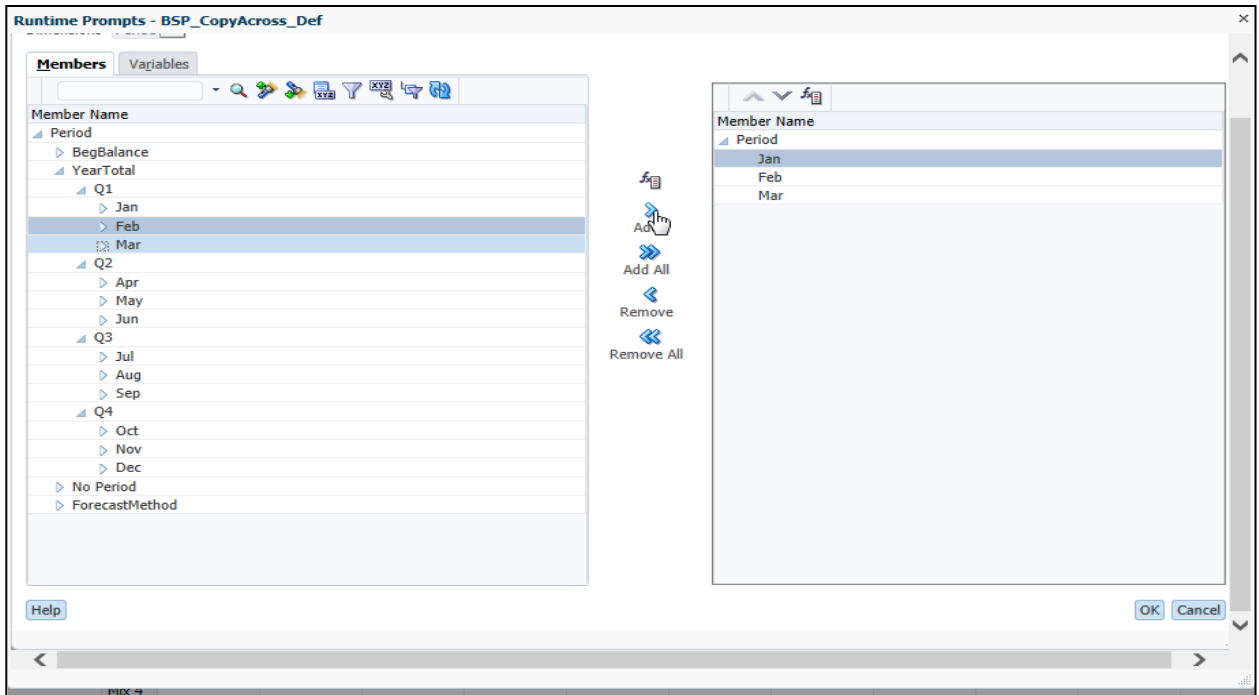 Runtime Prompts - BSP_CopyAcross_Def
Members Variables
Member Name
Period
BegBalance
YearTotal
Q1
Jan
Feb
Mar
Q2
Apr
May
Jun
Q3
Jul
Aug
Sep
Q4
Oct
Nov
Dec
No Period
ForecastMethod
Add All
Remove
Remove All
Member Name
Period
Jan
Feb
Mar
Help
OK Cancel
Mix 4